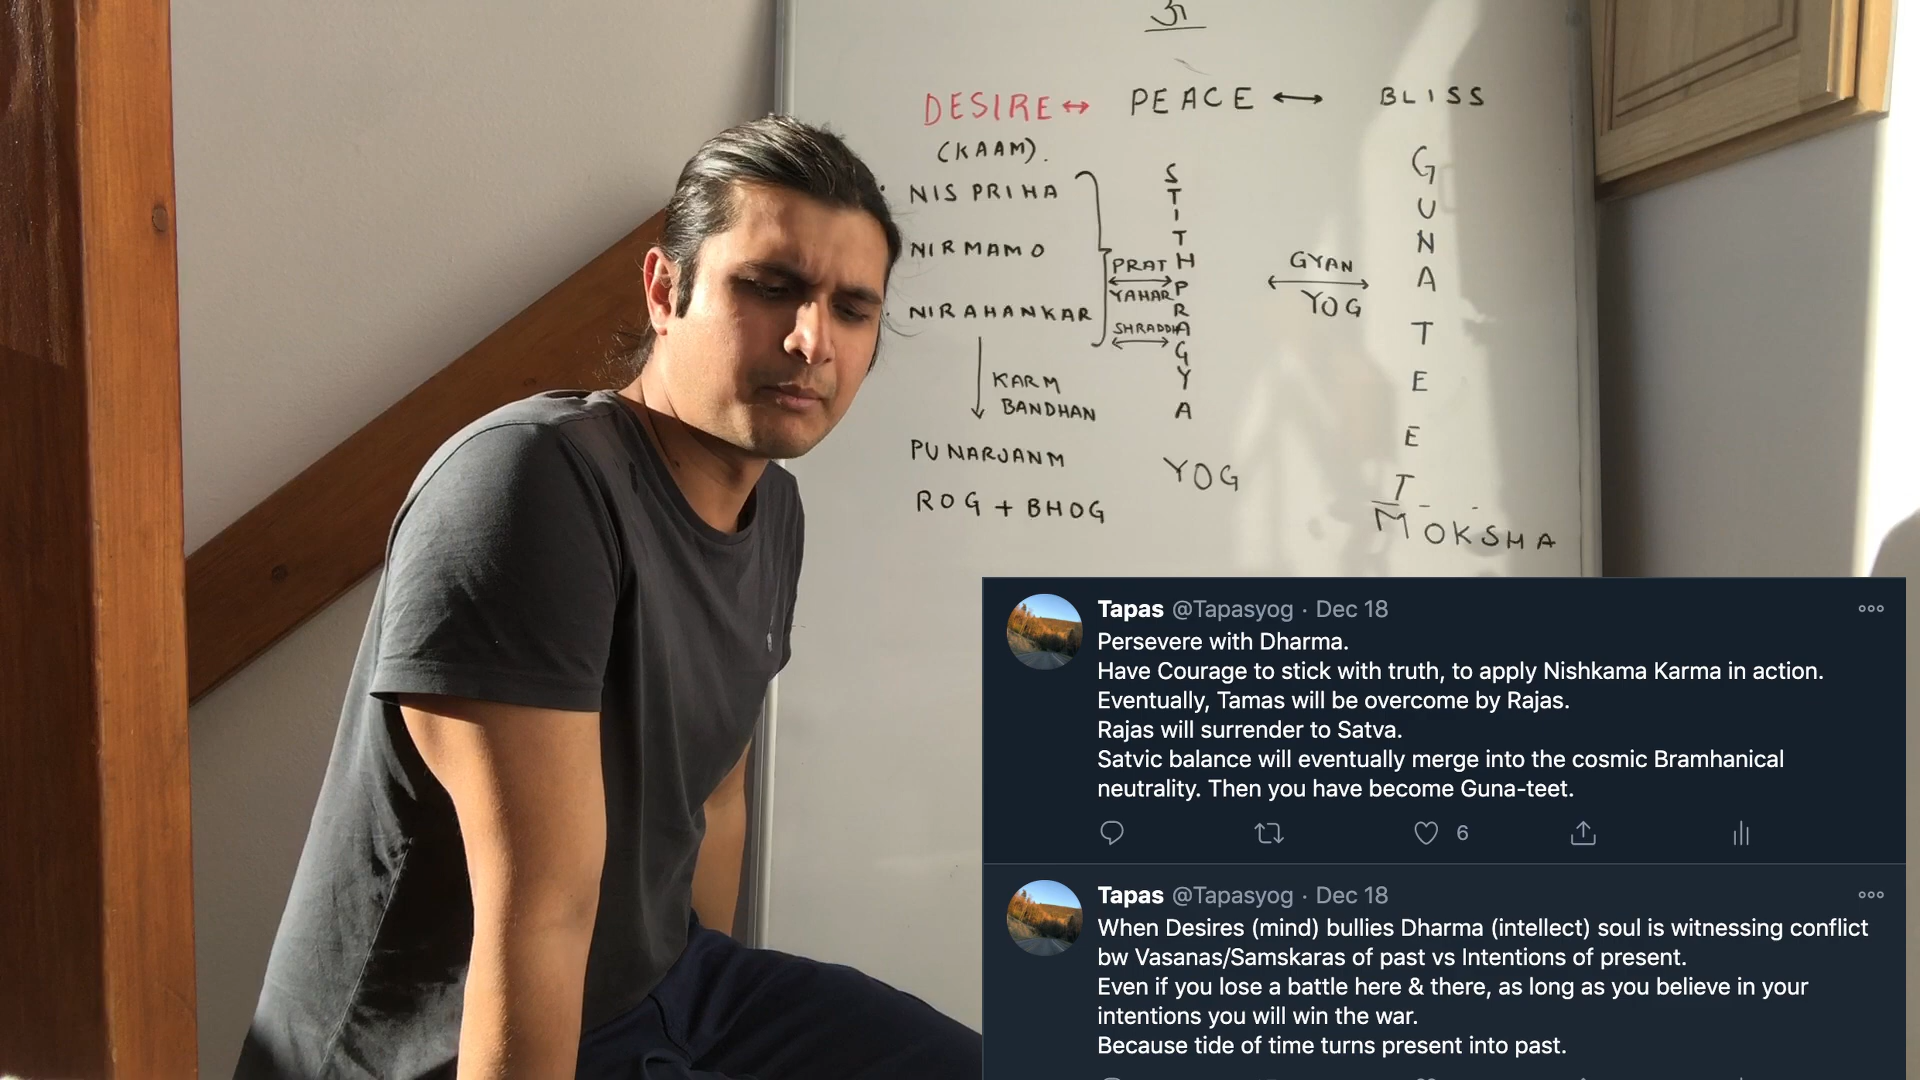 ॐ
DESIRE ↔ PEACE ↔ BLISS
(KAAM).
NISPRIHA
NIRMAMO
NIRAHANKAR
KARM
BANDHAN
PUNARJANM
ROG + BHOG
PRAT
YAHAR
SHRADDHA
STITHPRAGYA
YOG
GYAN
YOG
GUNATEET
MOKSHA
Tapas @Tapasyog · Dec 18
Persevere with Dharma.
Have Courage to stick with truth, to apply Nishkama Karma in action.
Eventually, Tamas will be overcome by Rajas.
Rajas will surrender to Satva.
Satvic balance will eventually merge into the cosmic Bramhanical
neutrality. Then you have become Guna-teet.
6
Tapas @Tapasyog · Dec 18
When Desires (mind) bullies Dharma (intellect) soul is witnessing conflict
bw Vasanas/Samskaras of past vs Intentions of present.
Even if you lose a battle here & there, as long as you believe in your
intentions you will win the war.
Because tide of time turns present into past.